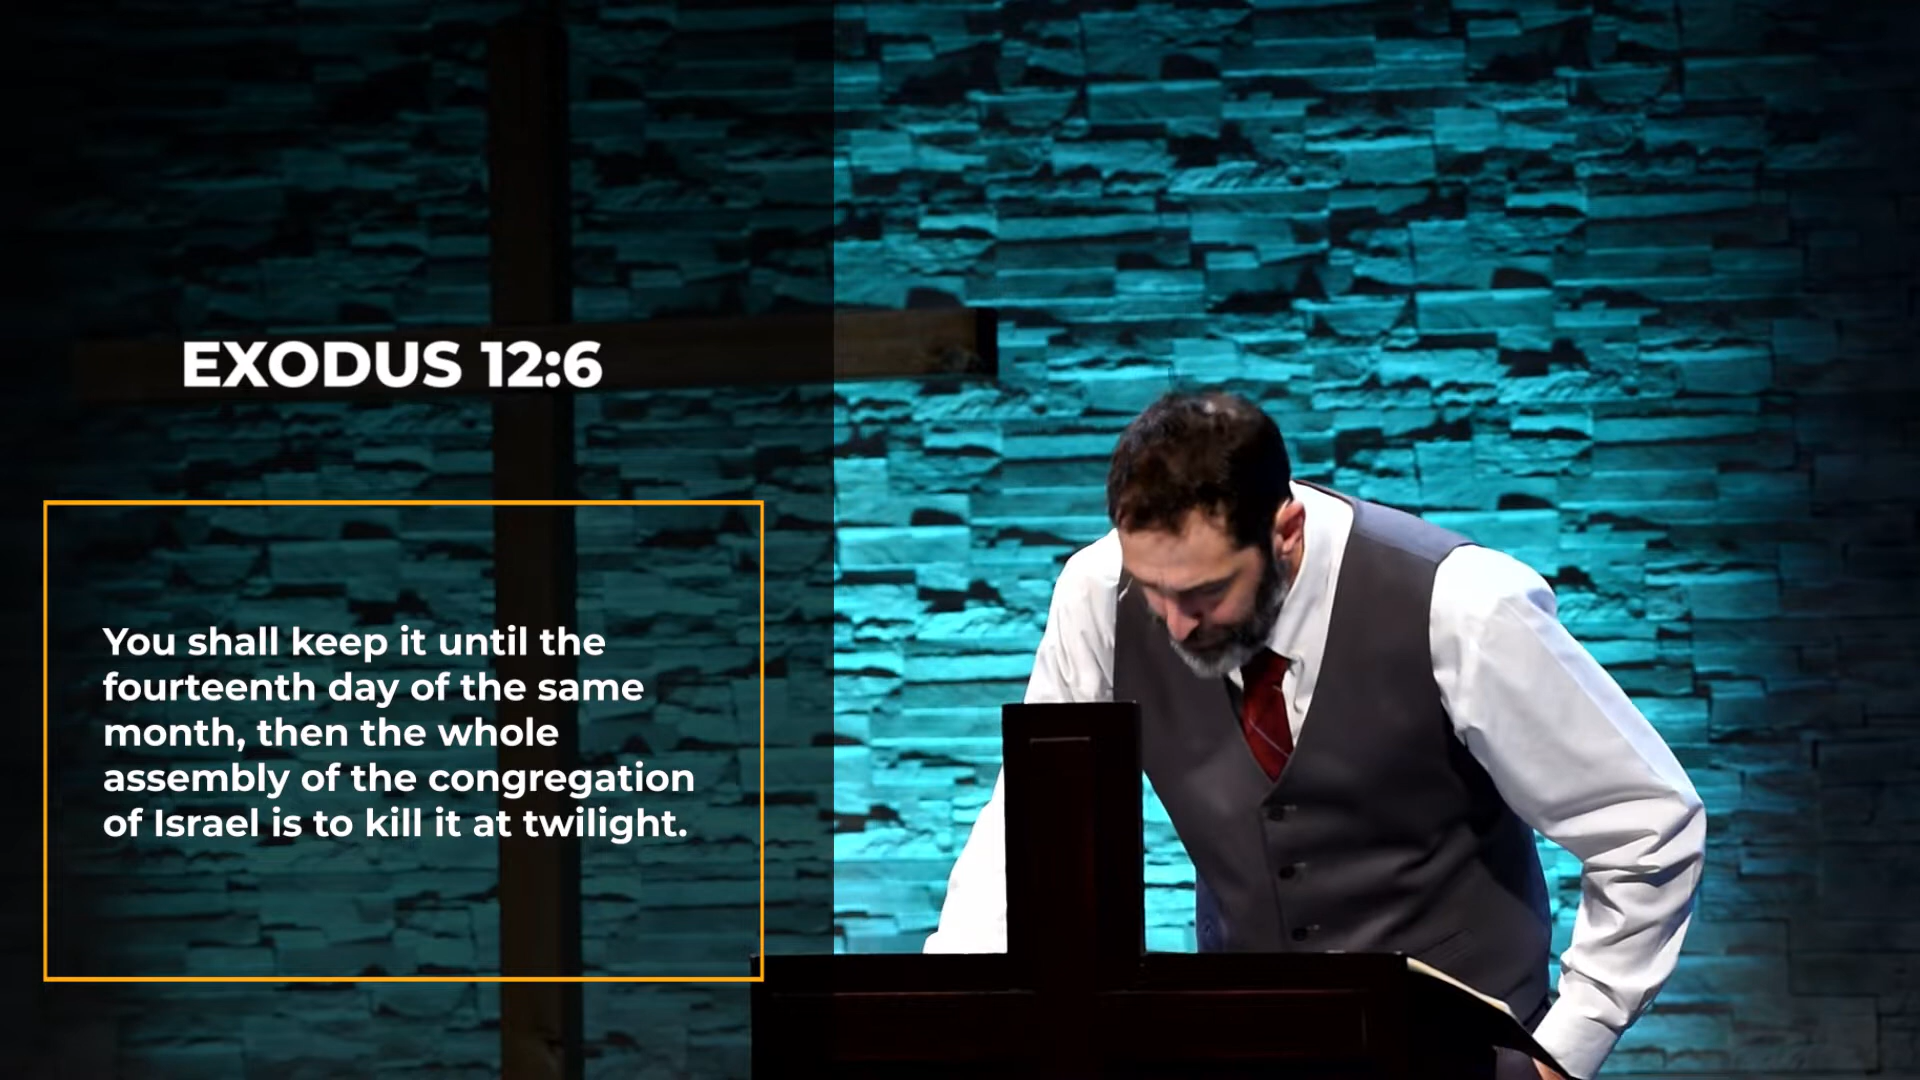 EXODUS 12:6
You shall keep it until the
fourteenth day of the same
month, then the whole
assembly of the congregation
of Israel is to kill it at twilight.